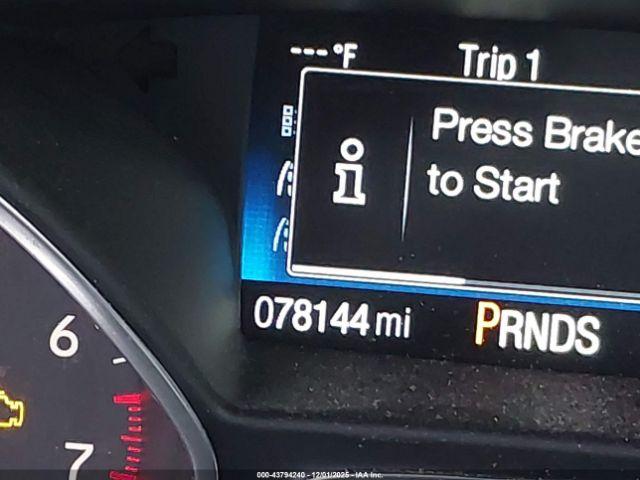 --- °F Trip 1
Press Brake
to Start
078144 mi PRNDS
6
7
000-43794240 - 12/01/2025 - IAA Inc.